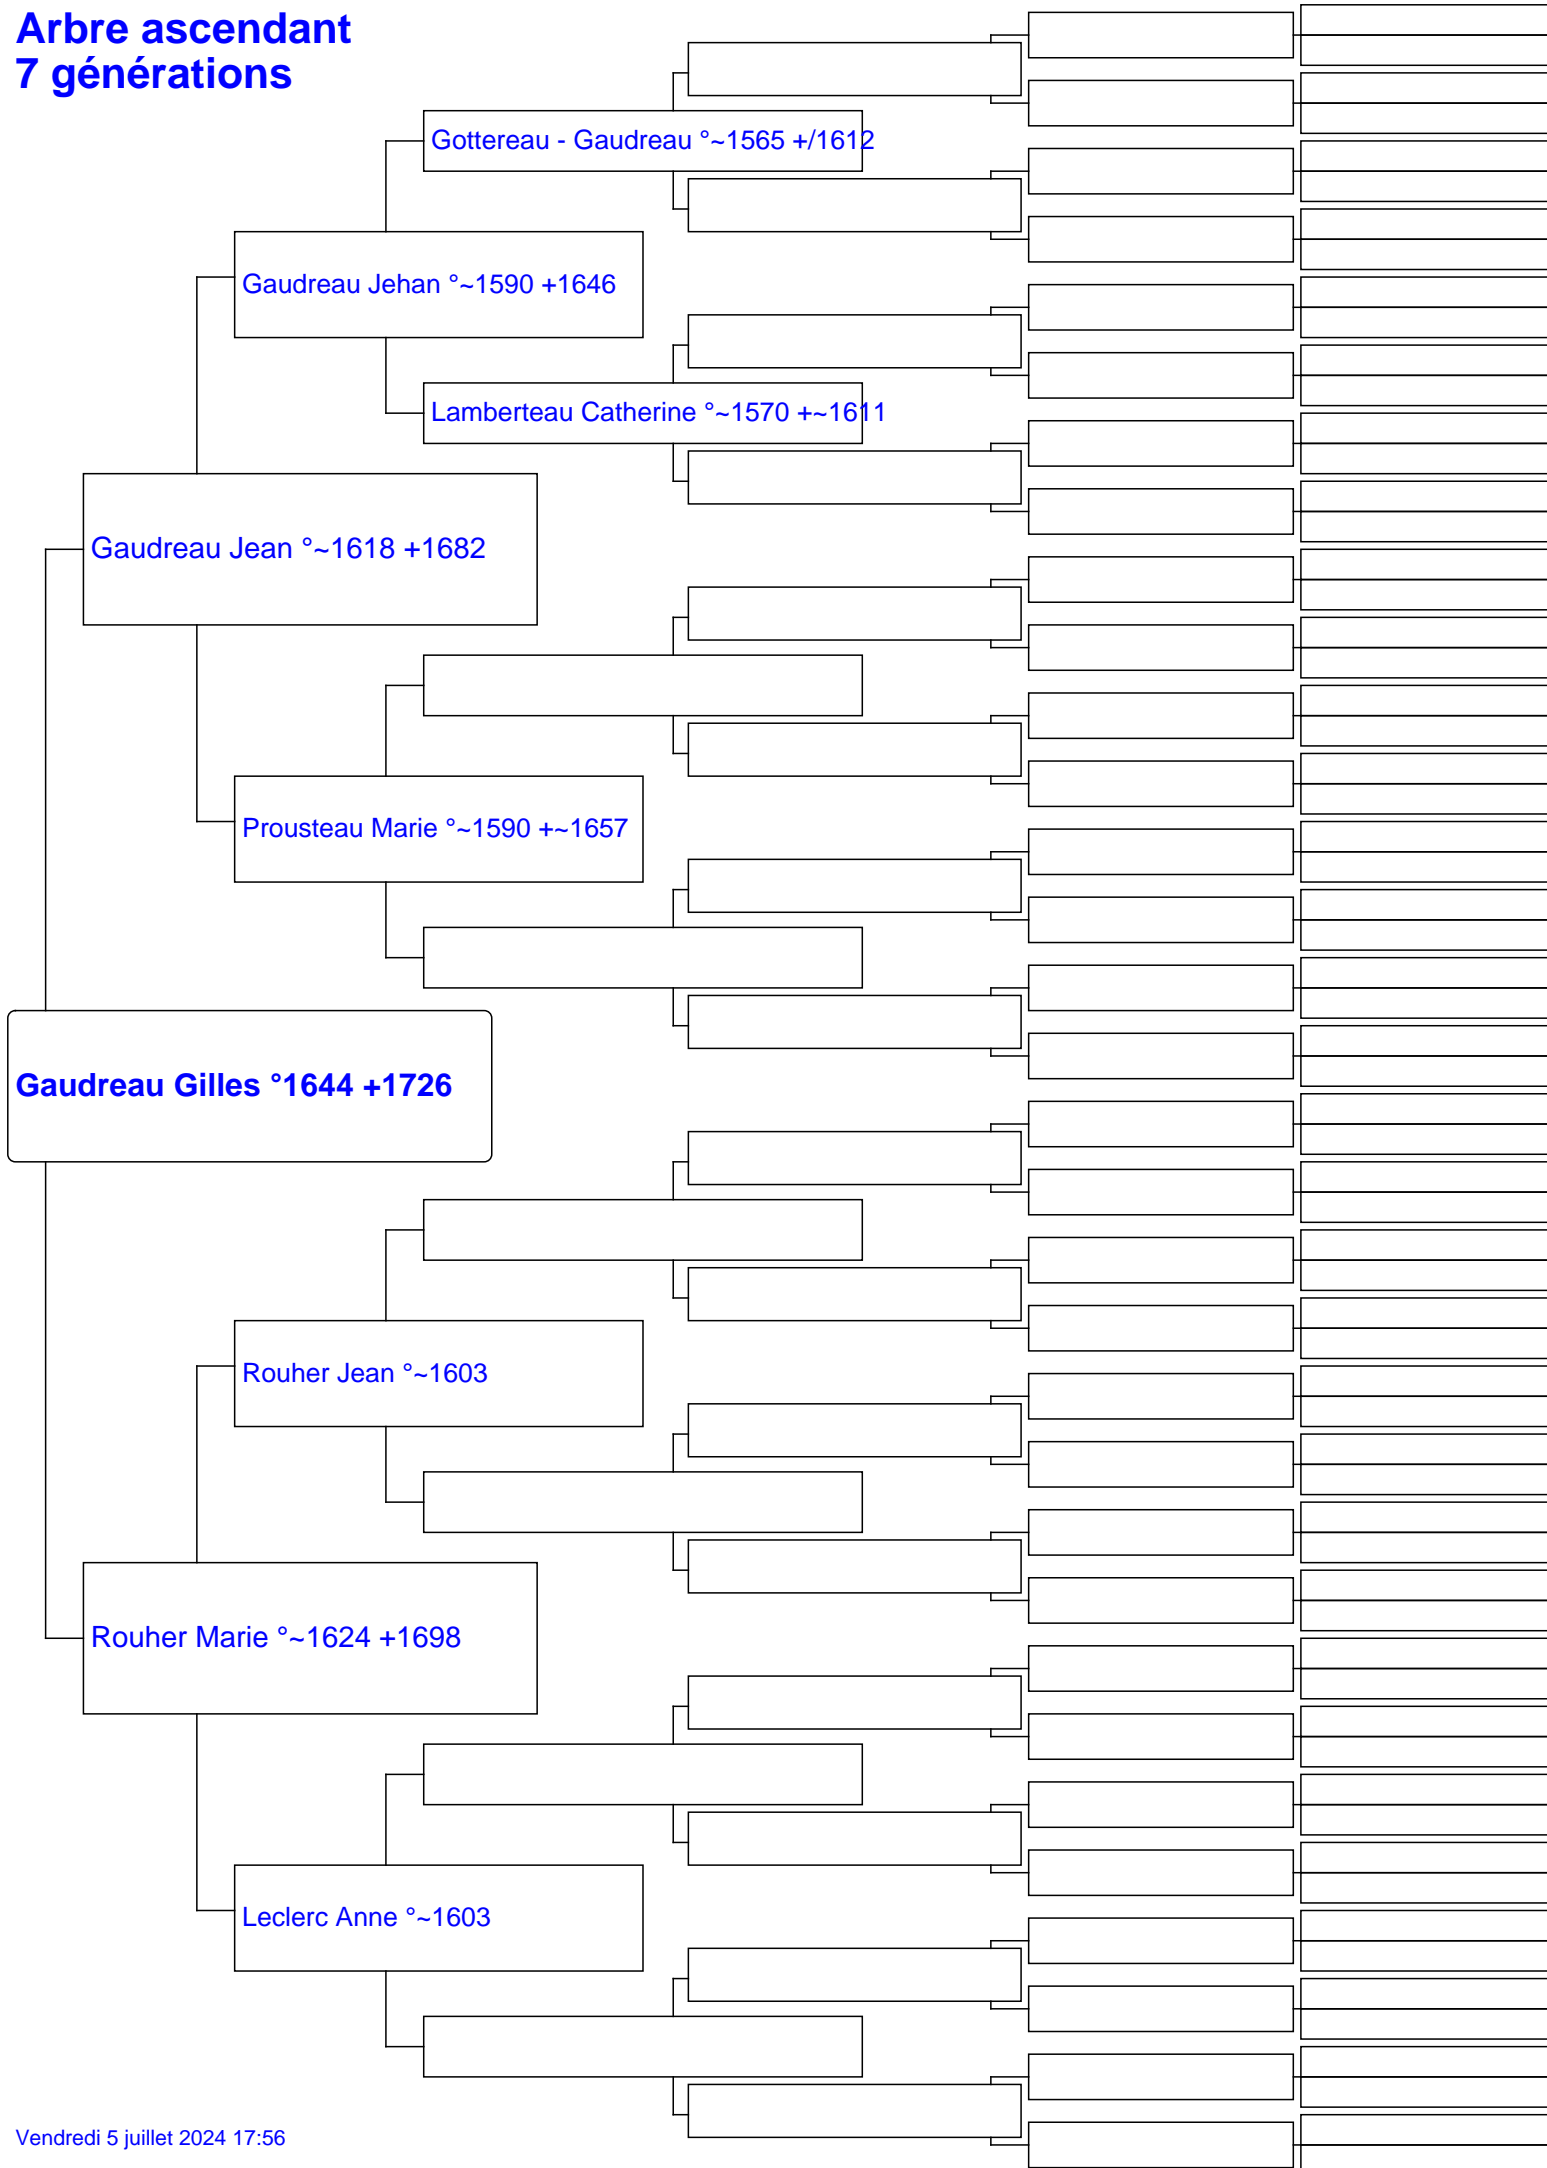 Arbre ascendant
7 générations
Gottereau - Gaudreau °~1565 +/1612
Gaudreau Jehan °~1590 +1646
Lamberteau Catherine °~1570 +~1611
Gaudreau Jean °~1618 +1682
Prousteau Marie °~1590 +~1657
Gaudreau Gilles °1644 +1726
Rouher Jean °~1603
Rouher Marie °~1624 +1698
Leclerc Anne °~1603
Vendredi 5 juillet 2024 17:56